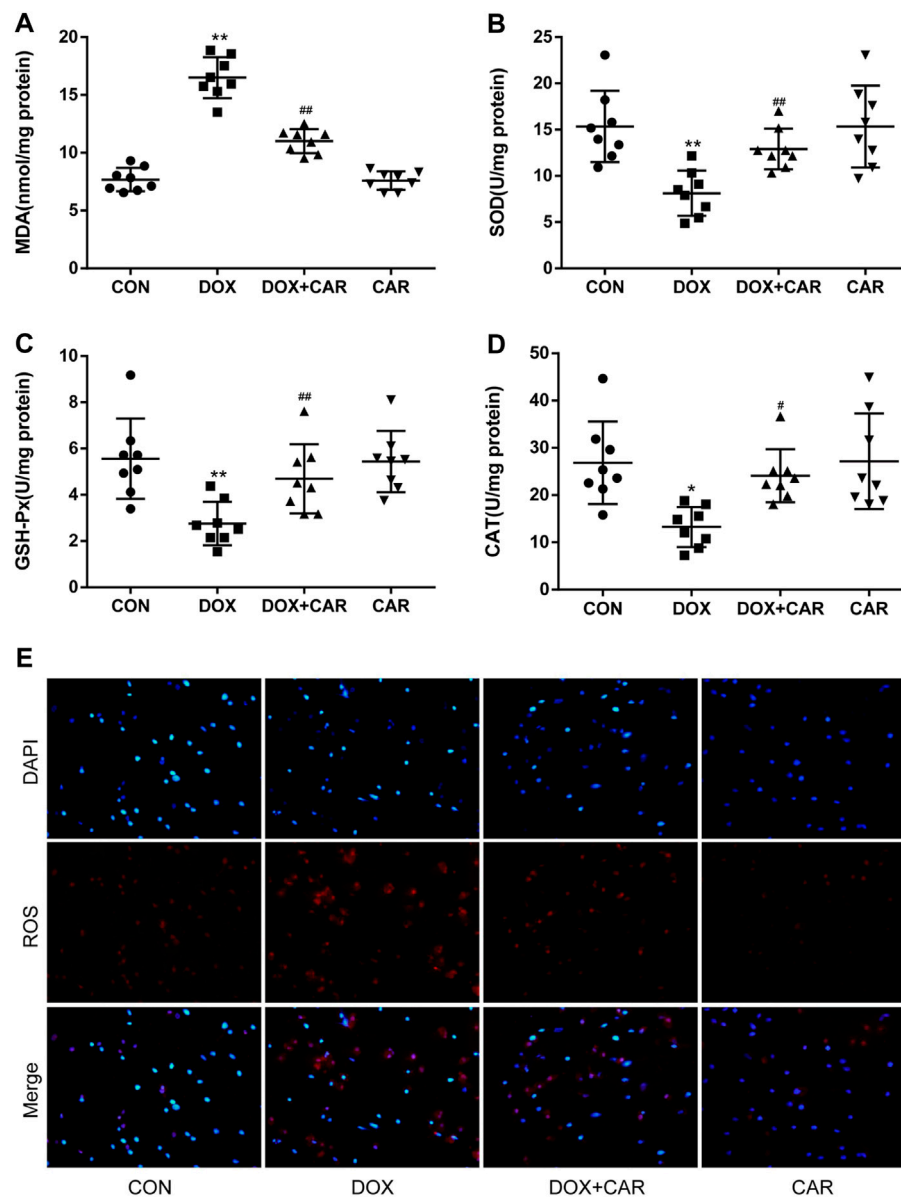 A
MDA(nmol/mg protein)
20
15
10
5
0
**
##
CON DOX DOX+CAR CAR
B
SOD(U/mg protein)
25
20
15
10
5
0
**
##
CON DOX DOX+CAR CAR
C
GSH-Px(U/mg protein)
10
8
6
4
2
0
**
##
CON DOX DOX+CAR CAR
D
CAT(U/mg protein)
50
40
30
20
10
0
*
#
CON DOX DOX+CAR CAR
E
DAPI
ROS
Merge
CON DOX DOX+CAR CAR